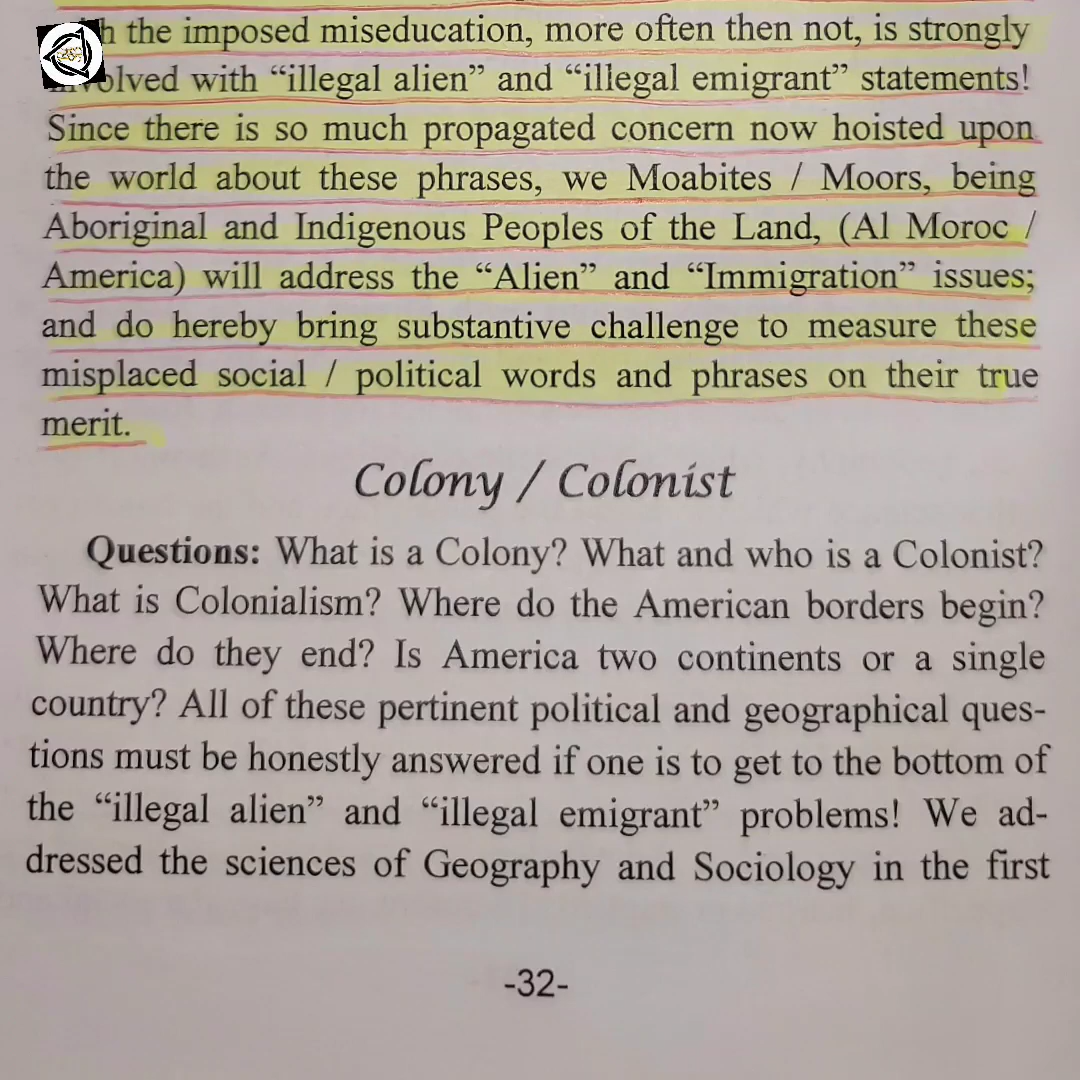 the imposed miseducation, more often then not, is strongly
with “illegal alien” and “illegal emigrant” statements!
Since there is so much propagated concern now hoisted upon
the world about these phrases, we Moabites / Moors, being
Aboriginal and Indigenous Peoples of the Land, (Al Moroc /
America) will address the “Alien” and “Immigration” issues;
and do hereby bring substantive challenge to measure these
misplaced social / political words and phrases on their true
merit.
Colony / Colonist
Questions: What is a Colony? What and who is a Colonist?
What is Colonialism? Where do the American borders begin?
Where do they end? Is America two continents or a single
country? All of these pertinent political and geographical ques-
tions must be honestly answered if one is to get to the bottom of
the “illegal alien” and “illegal emigrant” problems! We ad-
dressed the sciences of Geography and Sociology in the first
-32-